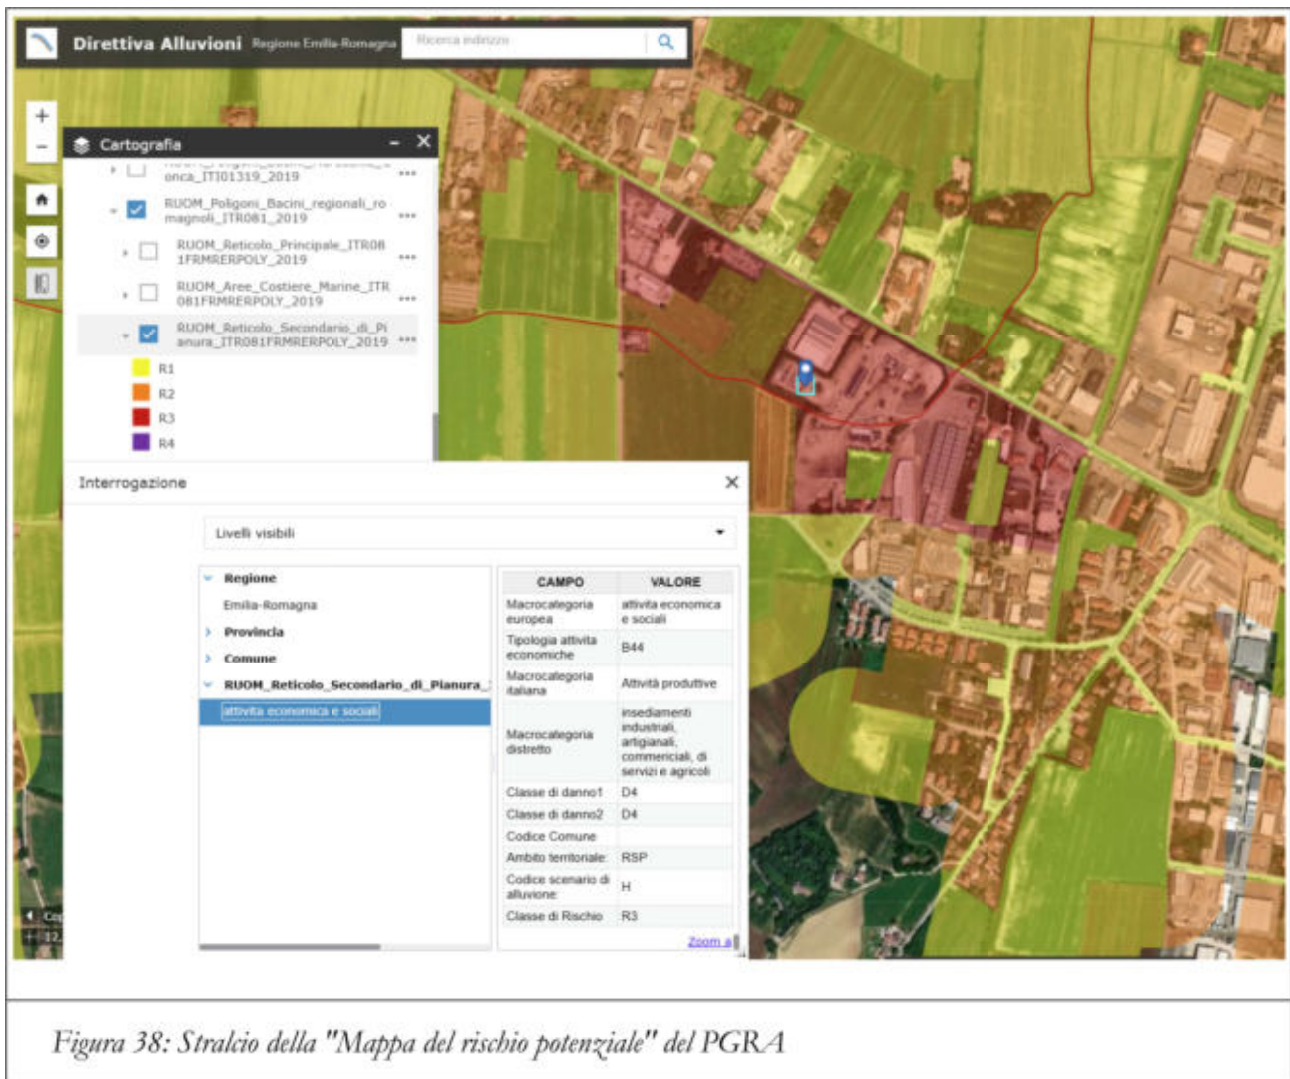 Direttiva Alluvioni Regione Emilia-Romagna Ricerca indirizzo
Cartografia
onca_ITI01319_2019
RUOM_Poligoni_Bacini_regionali_ro
magnoli_ITR081_2019
RUOM_Reticolo_Principale_ITR08
1FRMRERPOLY_2019
RUOM_Aree_Costiere_Marine_ITR
081FRMRERPOLY_2019
RUOM_Reticolo_Secondario_di_Pi
anura_ITR081FRMRERPOLY_2019
R1
R2
R3
R4
Interrogazione
Livelli visibili
Regione
Emilia-Romagna
Provincia
Comune
RUOM_Reticolo_Secondario_di_Pianura_
attivita economica e sociali
CAMPO VALORE
Macrocategoria europea attivita economica e sociali
Tipologia attivita economiche B44
Macrocategoria italiana Attività produttive
Macrocategoria distretto insediamenti industriali, artigianali, commericiali, di servizi e agricoli
Classe di danno1 D4
Classe di danno2 D4
Codice Comune
Ambito territoriale: RSP
Codice scenario di alluvione: H
Classe di Rischio R3
Zoom a
Figura 38: Stralcio della "Mappa del rischio potenziale" del PGRA